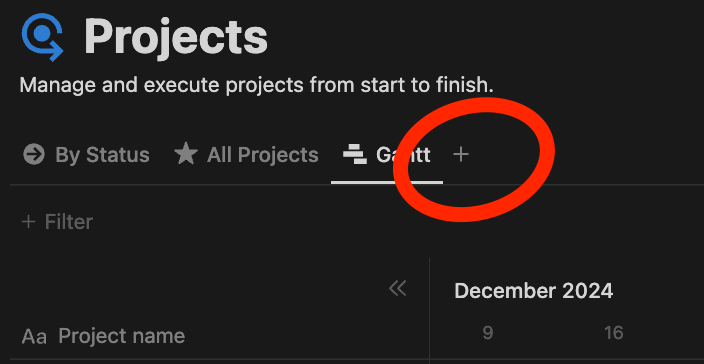 Projects
Manage and execute projects from start to finish.
By Status All Projects Gantt +
+ Filter
December 2024
Aa Project name 9 16